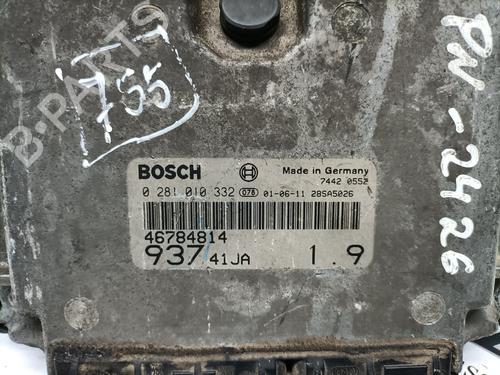 755
B-PARTS
PN-2426
BOSCH
Made in Germany
7442 0552
0 281 010 332 078 01-06-11 28SA5026
46784814
937 41JA 1.9